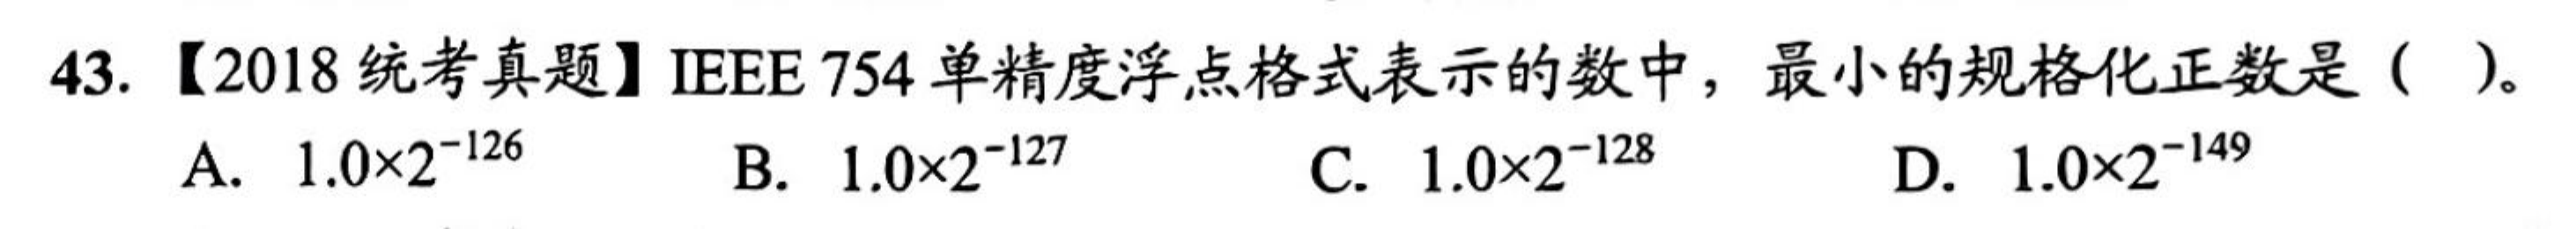 43. 【2018 统考真题】IEEE 754 单精度浮点格式表示的数中，最小的规格化正数是（ ）。
A. 1.0×2⁻¹²⁶ B. 1.0×2⁻¹²⁷ C. 1.0×2⁻¹²⁸ D. 1.0×2⁻¹⁴⁹